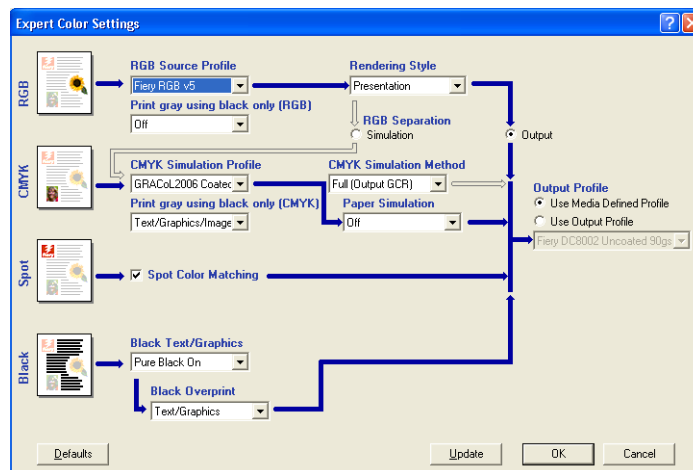 Expert Color Settings
RGB
RGB Source Profile
Fiery RGB v5
Print gray using black only (RGB)
Off
Rendering Style
Presentation
RGB Separation
Simulation
Output
CMYK
CMYK Simulation Profile
GRACoL2006 Coated
Print gray using black only (CMYK)
Text/Graphics/Image
CMYK Simulation Method
Full (Output GCR)
Paper Simulation
Off
Output Profile
Use Media Defined Profile
Use Output Profile
Fiery DC8002 Uncoated 90gs
Spot
Spot Color Matching
Black
Black Text/Graphics
Pure Black On
Black Overprint
Text/Graphics
Defaults
Update
OK
Cancel